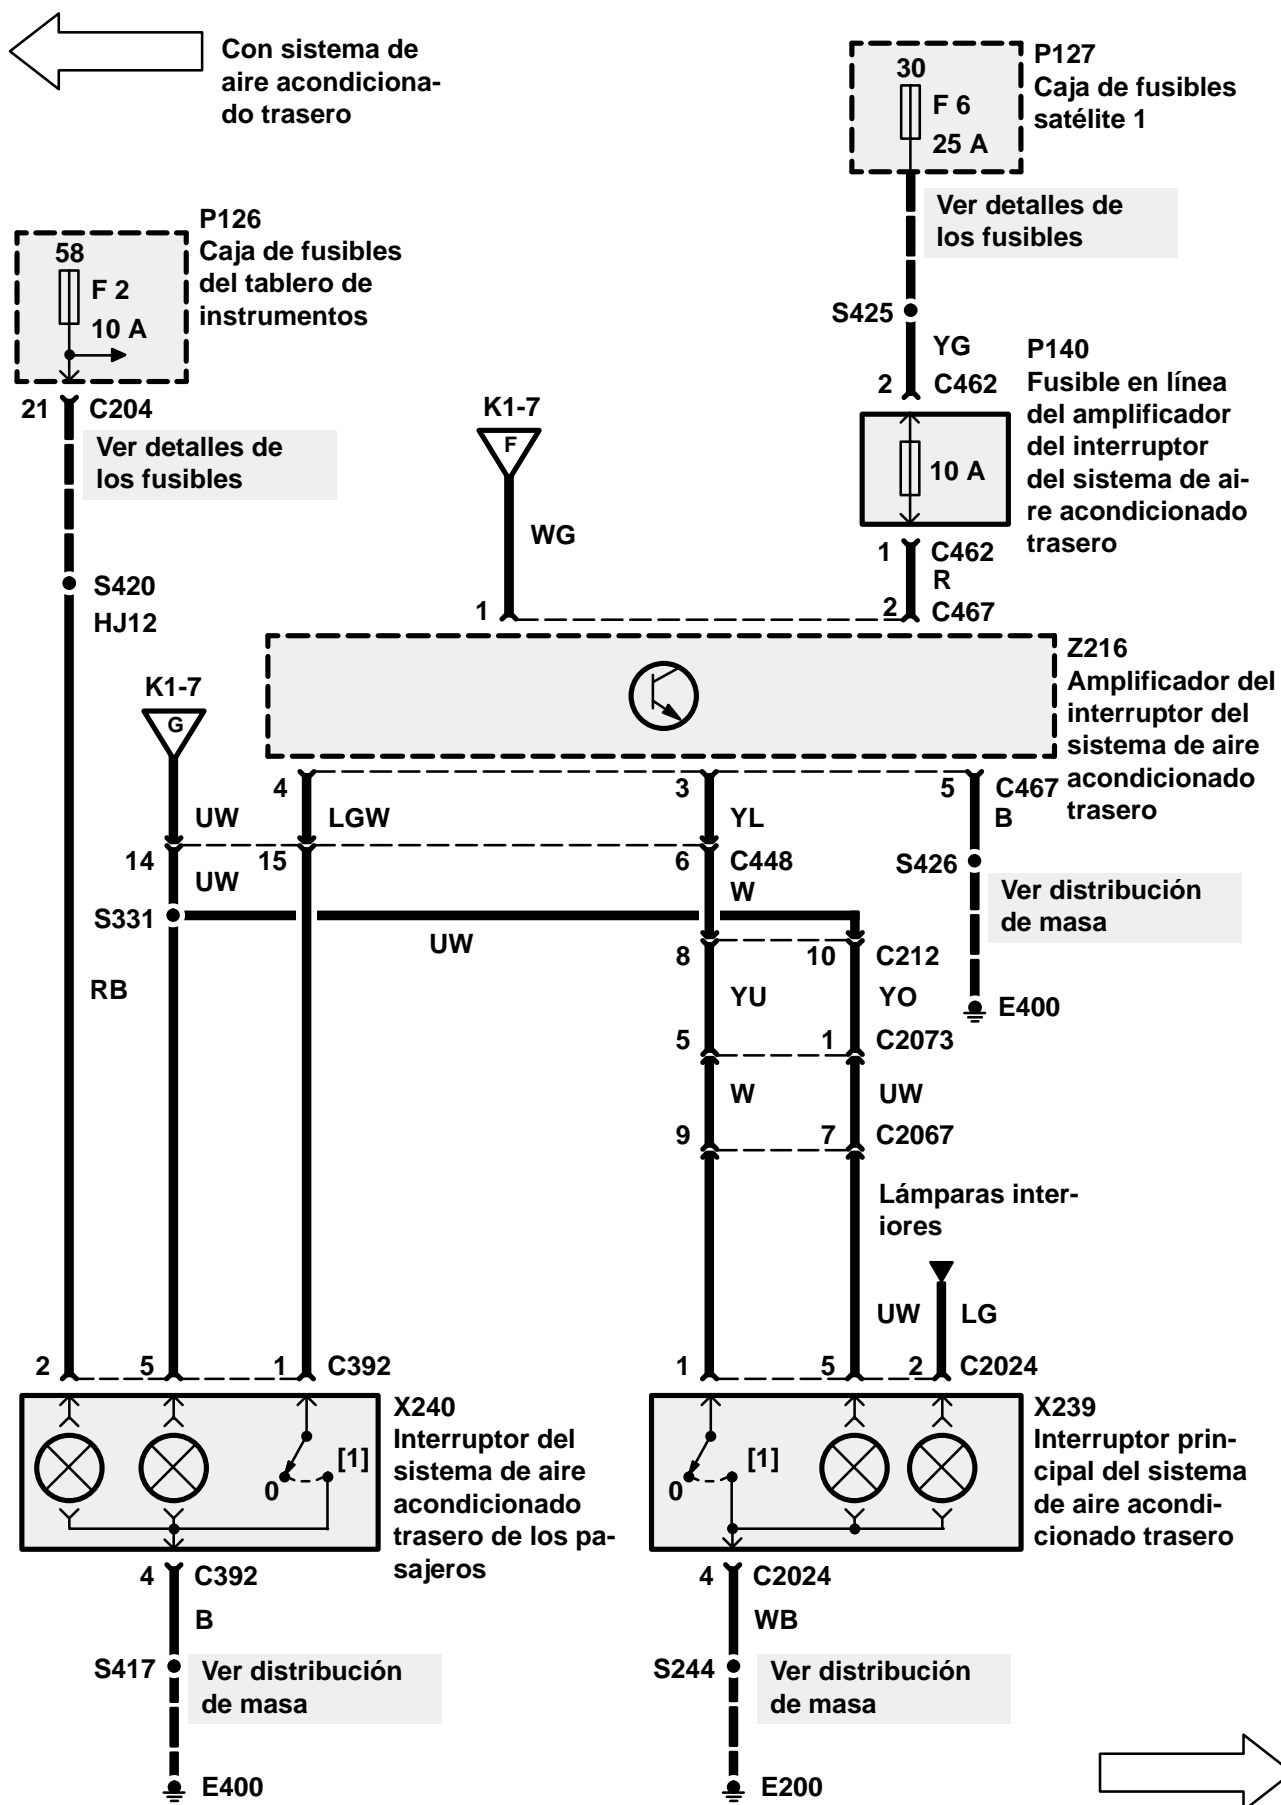 Con sistema de
aire acondiciona-
do trasero
30
F 6
25 A
P127
Caja de fusibles
satélite 1
Ver detalles de
los fusibles
58
F 2
10 A
P126
Caja de fusibles
del tablero de
instrumentos
21
C204
Ver detalles de
los fusibles
S420
HJ12
S425
YG
2
C462
P140
Fusible en línea
del amplificador
del interruptor
del sistema de ai-
re acondicionado
trasero
10 A
1
C462
R
2
C467
K1-7
F
WG
1
Z216
Amplificador del
interruptor del
sistema de aire
acondicionado
trasero
K1-7
G
4
3
5
C467
UW
LGW
YL
B
14
15
6
C448
UW
W
S426
Ver distribución
de masa
S331
UW
8
10
C212
RB
YU
YO
E400
5
1
C2073
W
UW
9
7
C2067
Lámparas inter-
iores
UW
LG
2
5
1
C392
1
5
2
C2024
0
[1]
X240
Interruptor del
sistema de aire
acondicionado
trasero de los pa-
sajeros
0
[1]
X239
Interruptor prin-
cipal del sistema
de aire acondi-
cionado trasero
4
C392
B
4
C2024
WB
S417
Ver distribución
de masa
S244
Ver distribución
de masa
E400
E200